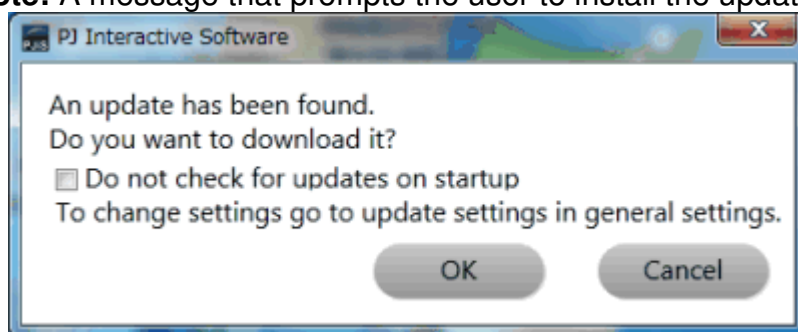 ote: A message that prompts the user to install the updat
PJ Interactive Software
An update has been found.
Do you want to download it?
Do not check for updates on startup
To change settings go to update settings in general settings.
OK Cancel